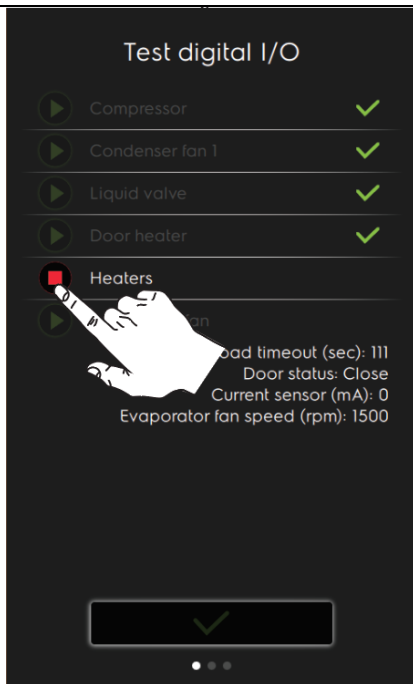 Test digital I/O
Compressor
Condenser fan 1
Liquid valve
Door heater
Heaters
fan
timeout (sec): 111
Door status: Close
Current sensor (mA): 0
Evaporator fan speed (rpm): 1500